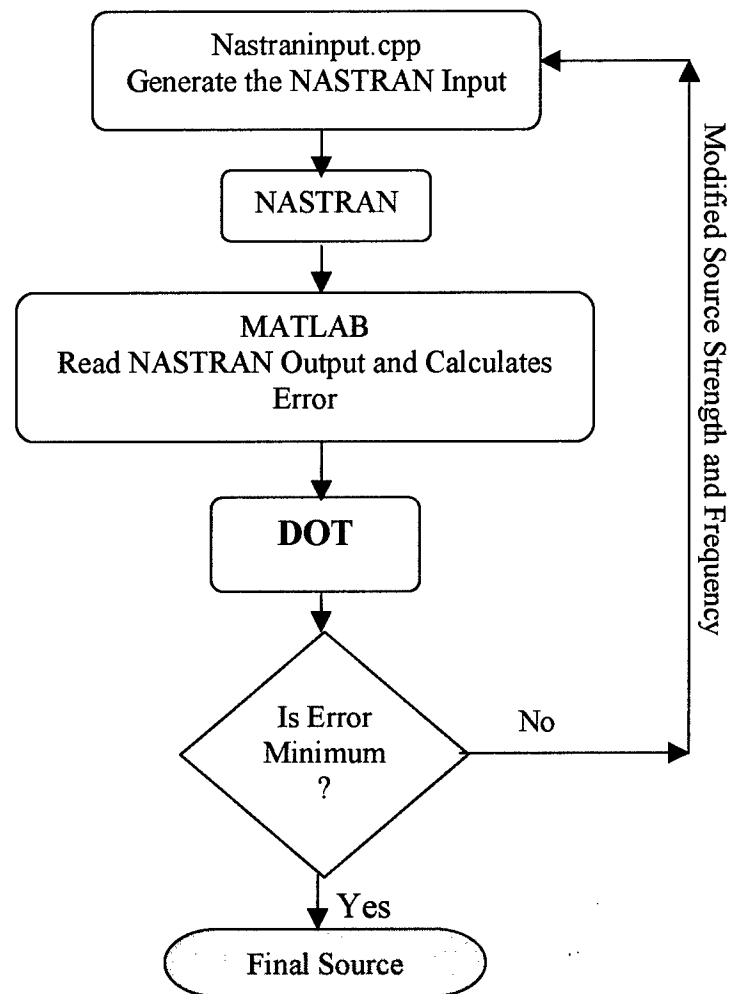 Nastraninput.cpp
Generate the NASTRAN Input
NASTRAN
MATLAB
Read NASTRAN Output and Calculates
Error
DOT
Is Error
Minimum
?
No
Modified Source Strength and Frequency
Yes
Final Source